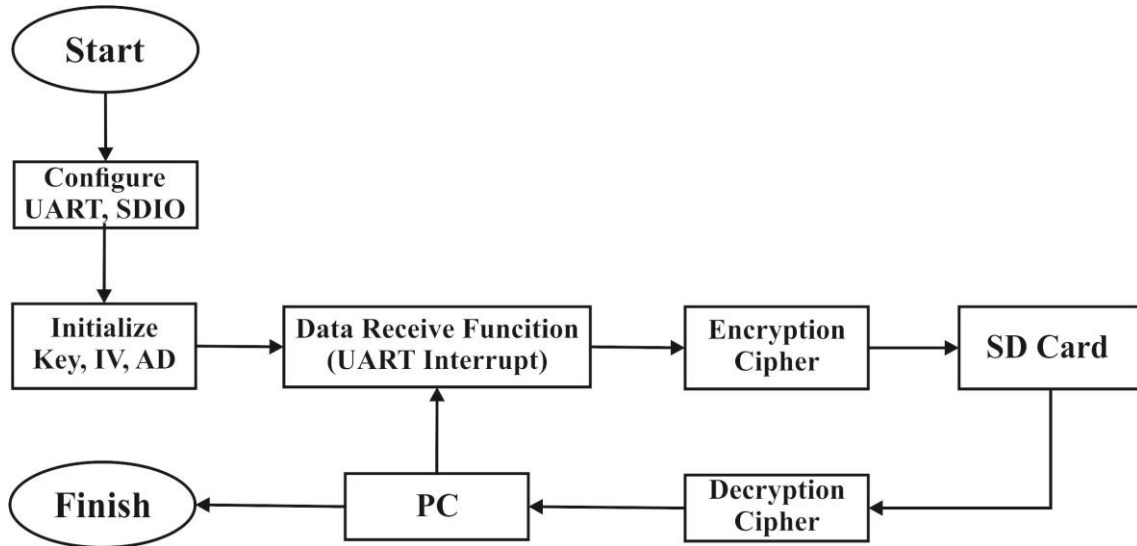 Start
Configure
UART, SDIO
Initialize
Key, IV, AD
Data Receive Funcition
(UART Interrupt)
Encryption
Cipher
SD Card
Decryption
Cipher
PC
Finish